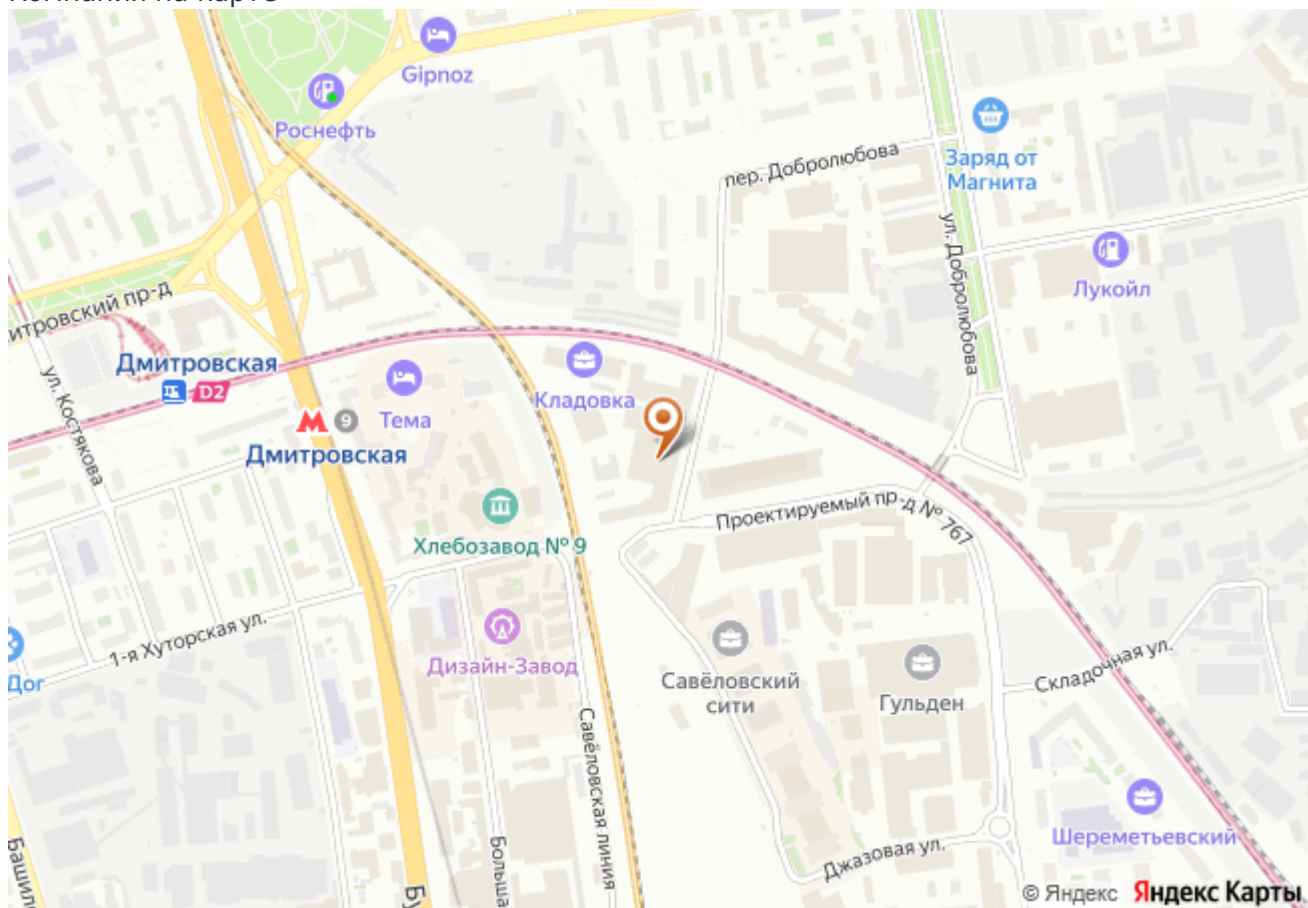 Gipnoz
Роснефть
пер. Добролюбова
Заряд от
Магнита
ул. Добролюбова
Лукойл
итровский пр-д
Дмитровская
D2
ул. Костякова
Тема
Кладовка
9
Дмитровская
Хлебозавод № 9
Проектируемый пр-д № 767
1-я Хуторская ул.
Дог
Дизайн-Завод
Савёловский
сити
Гульден
Складочная ул.
Савёловская линия
Шереметьевский
Джазовая ул.
Башил
Бу
Больша
© Яндекс Яндекс Карты